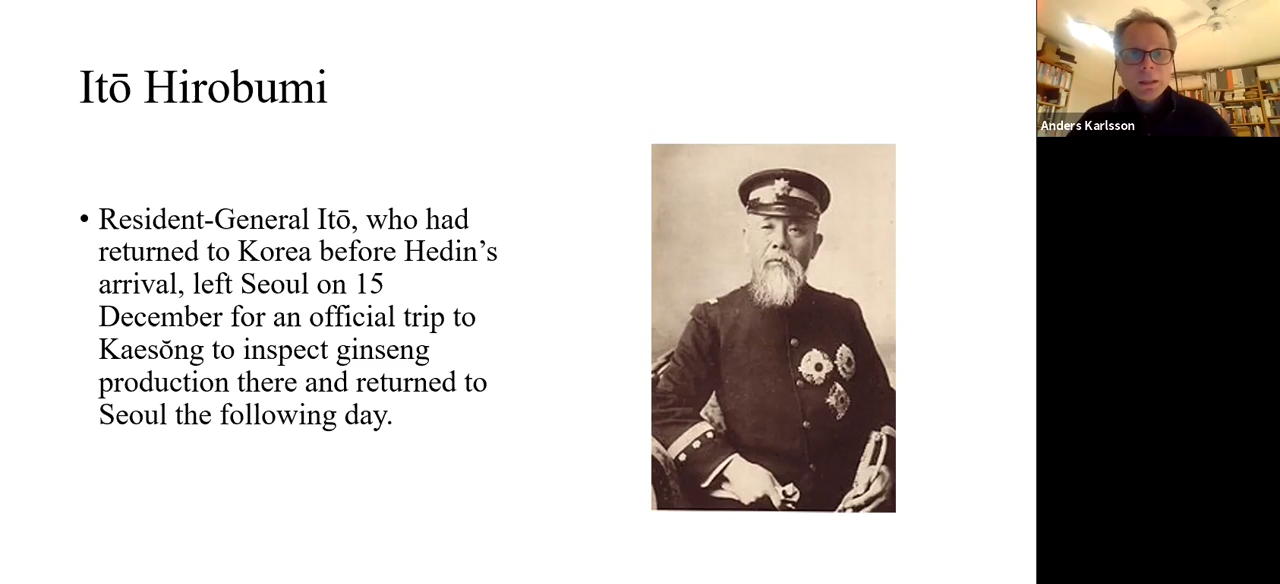 Itō Hirobumi
• Resident-General Itō, who had
returned to Korea before Hedin’s
arrival, left Seoul on 15
December for an official trip to
Kaesŏng to inspect ginseng
production there and returned to
Seoul the following day.
Anders Karlsson